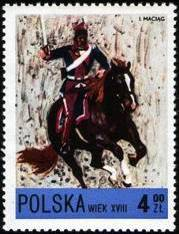 J. MACIĄG
POLSKA WIEK XVIII 4.00 ZŁ